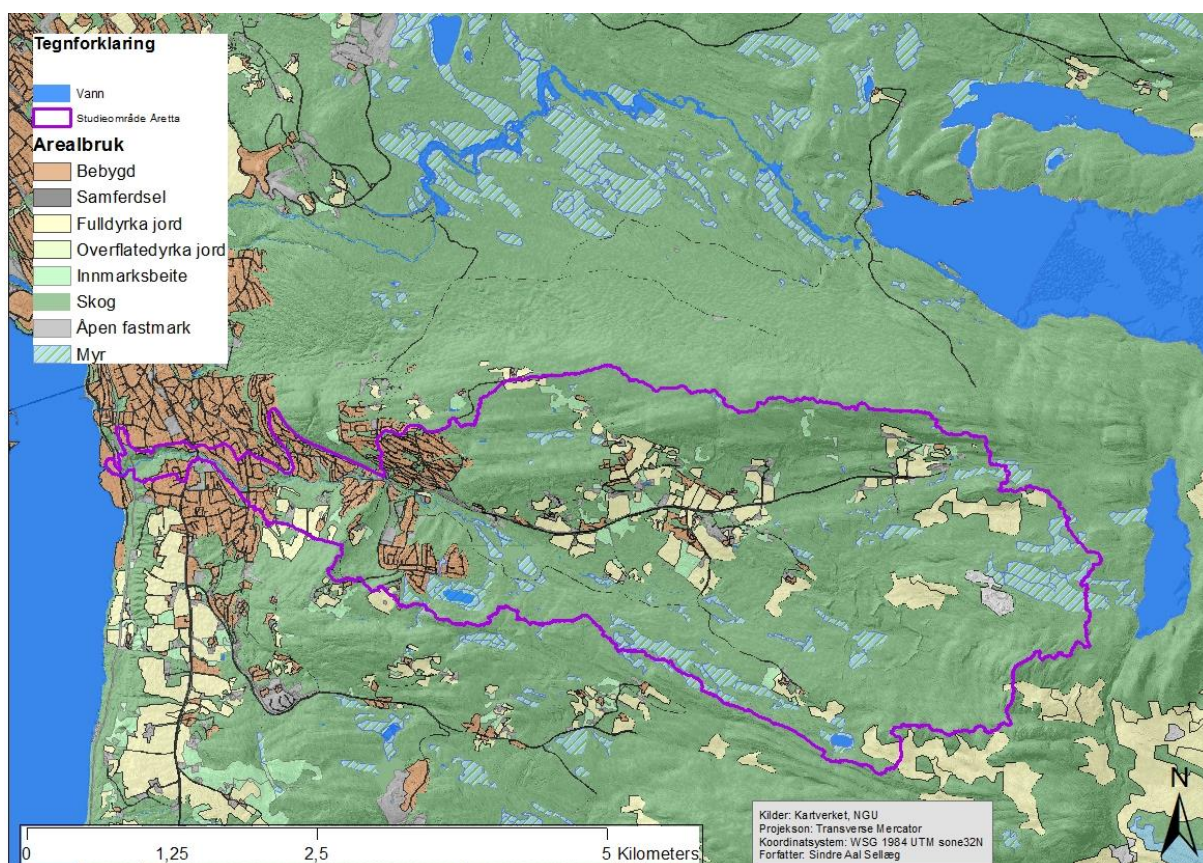 Tegnforklaring
Vann
Studieområde Åretta
Arealbruk
Bebygd
Samferdsel
Fulldyrka jord
Overflatedyrka jord
Innmarksbeite
Skog
Åpen fastmark
Myr
N
0 1,25 2,5 5 Kilometers
Kilder: Kartverket, NGU
Projekson: Transverse Mercator
Koordinatsystem: WSG 1984 UTM sone32N
Forfatter: Sindre Aal Sellæg